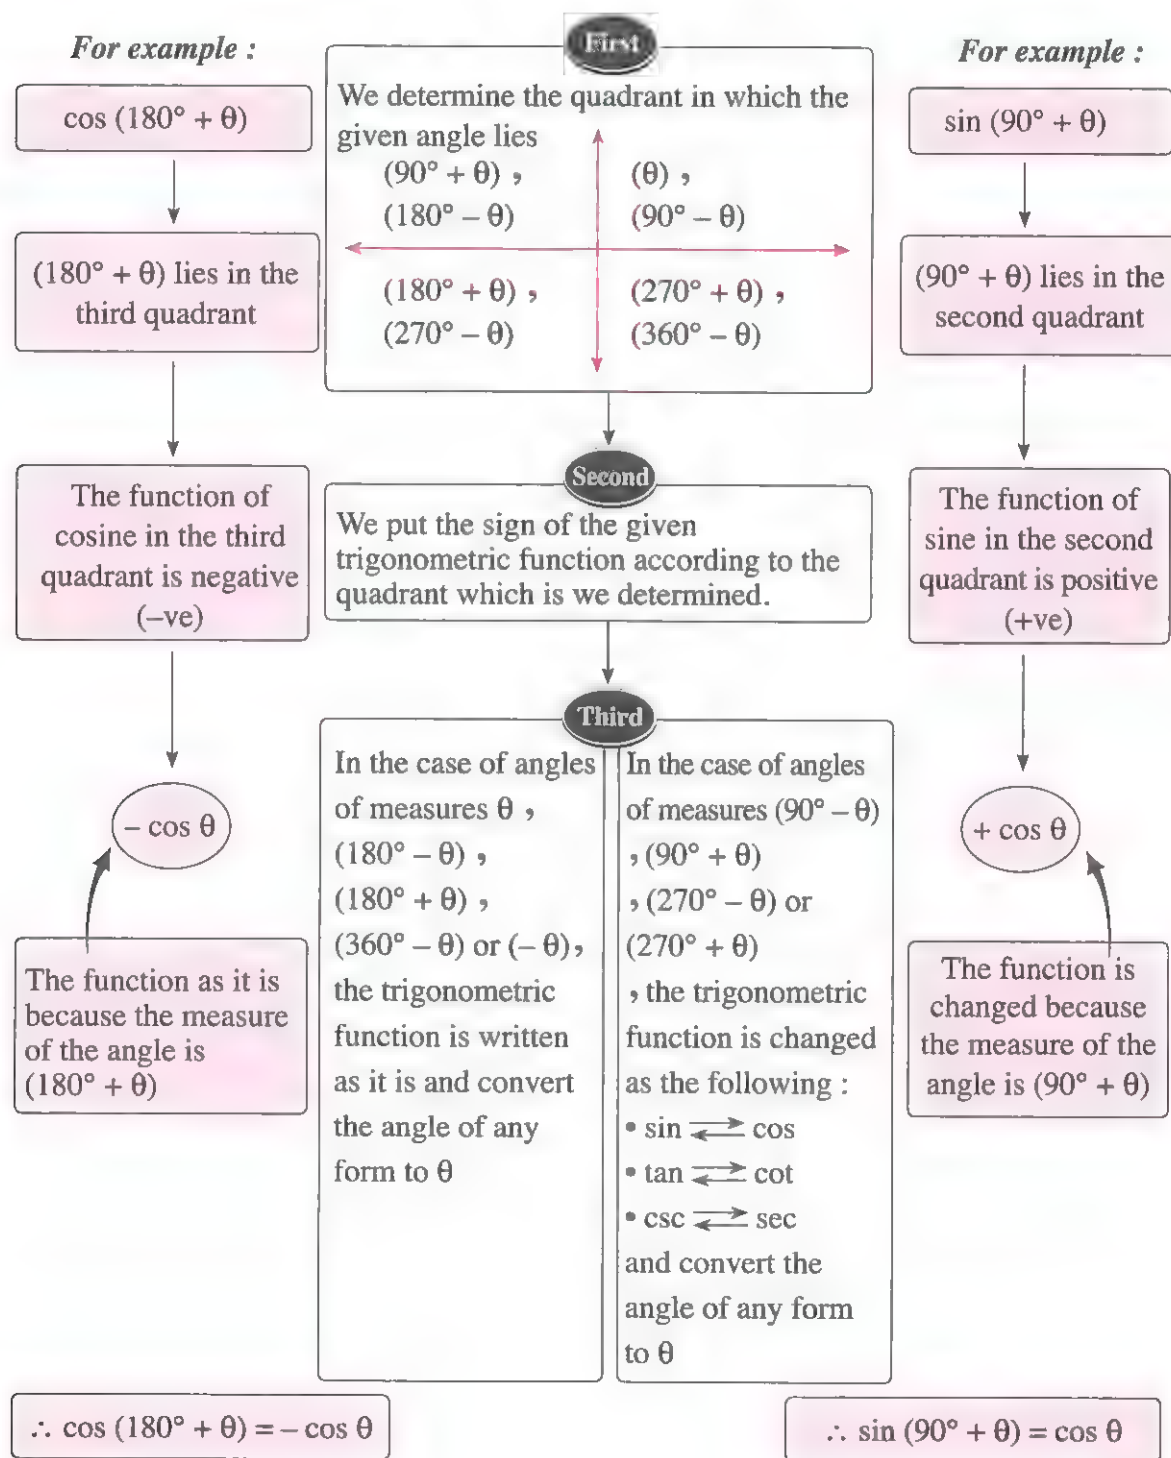 For example :
cos (180° + θ)
(180° + θ) lies in the
third quadrant
The function of
cosine in the third
quadrant is negative
(–ve)
– cos θ
The function as it is
because the measure
of the angle is
(180° + θ)
∴ cos (180° + θ) = – cos θ
First
We determine the quadrant in which the
given angle lies
(90° + θ) , (θ) ,
(180° – θ) (90° – θ)
(180° + θ) , (270° + θ) ,
(270° – θ) (360° – θ)
Second
We put the sign of the given
trigonometric function according to the
quadrant which is we determined.
Third
In the case of angles
of measures θ ,
(180° – θ) ,
(180° + θ) ,
(360° – θ) or (– θ),
the trigonometric
function is written
as it is and convert
the angle of any
form to θ
In the case of angles
of measures (90° – θ)
, (90° + θ)
, (270° – θ) or
(270° + θ)
, the trigonometric
function is changed
as the following :
• sin ⇄ cos
• tan ⇄ cot
• csc ⇄ sec
and convert the
angle of any form
to θ
For example :
sin (90° + θ)
(90° + θ) lies in the
second quadrant
The function of
sine in the second
quadrant is positive
(+ve)
+ cos θ
The function is
changed because
the measure of the
angle is (90° + θ)
∴ sin (90° + θ) = cos θ